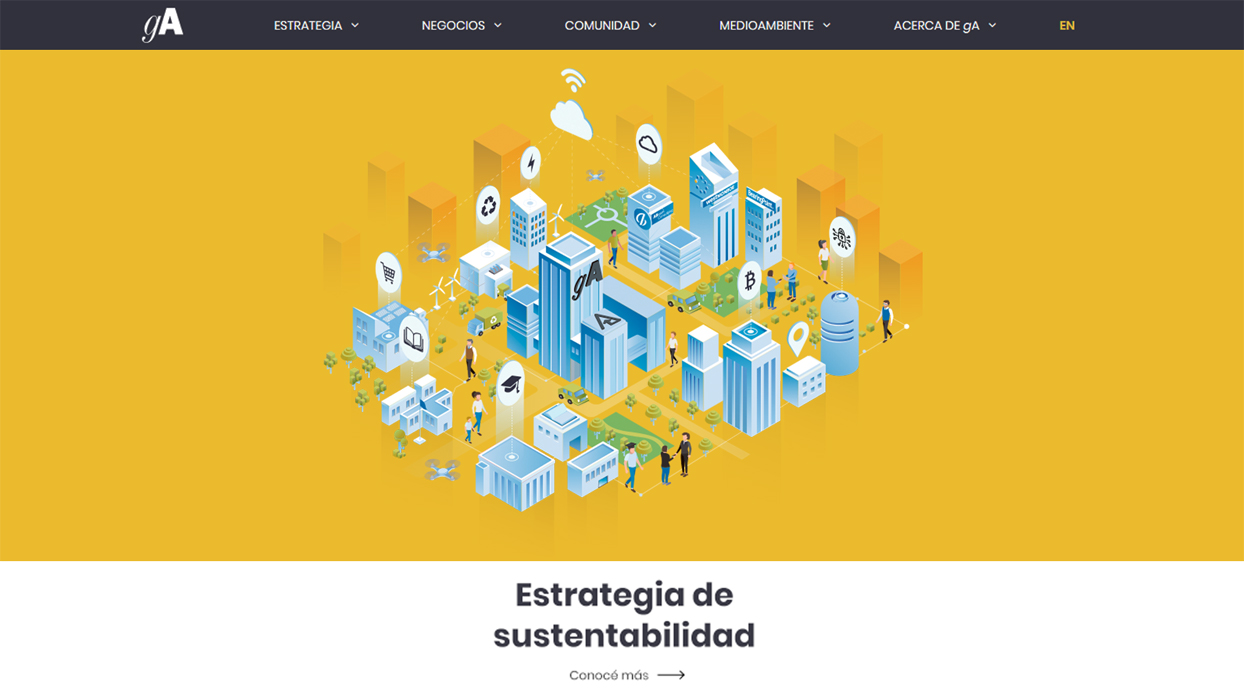 gA
ESTRATEGIA
NEGOCIOS
COMUNIDAD
MEDIOAMBIENTE
ACERCA DE gA
EN
gA
A
Estrategia de
sustentabilidad
Conocé más